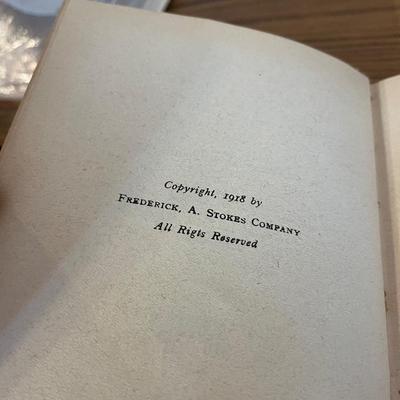 Copyright, 1918 by
FREDERICK, A. STOKES COMPANY
All Rigts Reserved